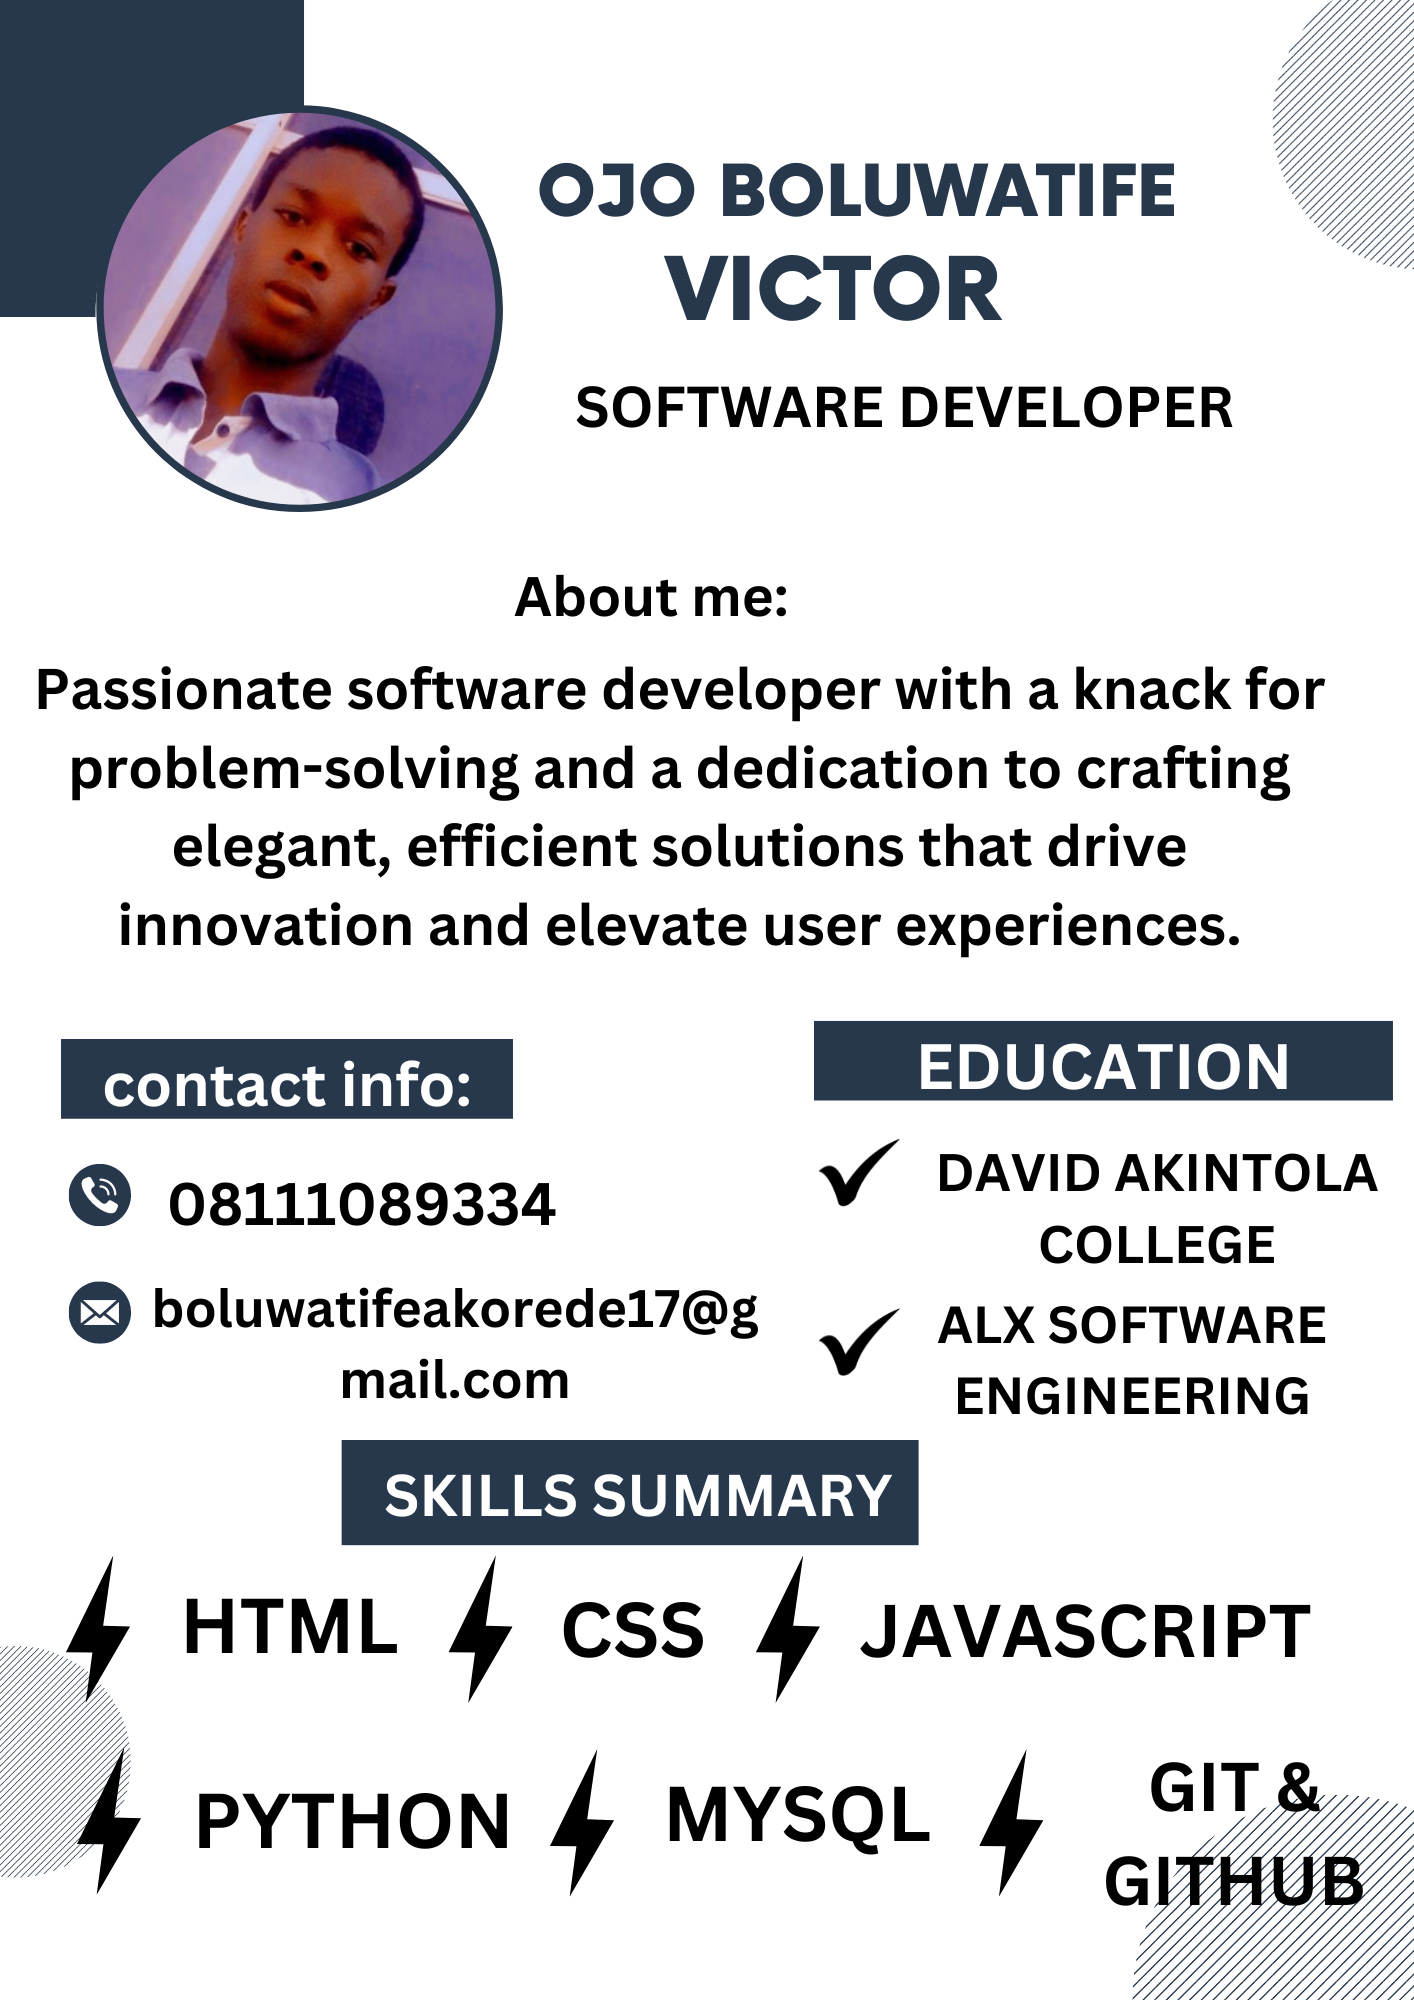 OJO BOLUWATIFE
VICTOR
SOFTWARE DEVELOPER
About me:
Passionate software developer with a knack for
problem-solving and a dedication to crafting
elegant, efficient solutions that drive
innovation and elevate user experiences.
contact info:
08111089334
boluwatifeakorede17@g
mail.com
EDUCATION
DAVID AKINTOLA
COLLEGE
ALX SOFTWARE
ENGINEERING
SKILLS SUMMARY
HTML
CSS
JAVASCRIPT
PYTHON
MYSQL
GIT &
GITHUB